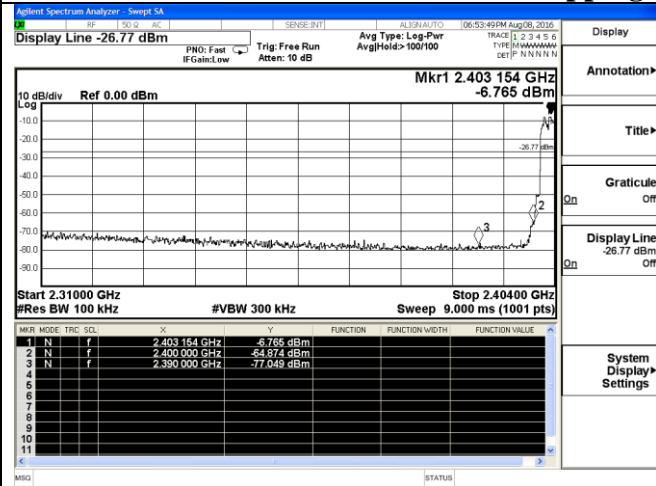 Agilent Spectrum Analyzer - Swept SA
RF 50 Ω AC SENSE:INT ALIGNAUTO 06:53:49PM Aug08, 2016
Display Line -26.77 dBm
PNO: Fast
IFGain:Low
Trig: Free Run
Atten: 10 dB
Avg Type: Log-Pwr
Avg|Hold:> 100/100
TRACE 1 2 3 4 5 6
TYPE M WWWWW
DET P N N N N N
Mkr1 2.403 154 GHz
-6.765 dBm
10 dB/div Ref 0.00 dBm
Log
-10.0
-20.0
-26.77 dBm
-30.0
-40.0
-50.0
-60.0
-70.0
-80.0
-90.0
2
3
Start 2.31000 GHz Stop 2.40400 GHz
#Res BW 100 kHz #VBW 300 kHz Sweep 9.000 ms (1001 pts)
MKR MODE TRC SCL X Y FUNCTION FUNCTION WIDTH FUNCTION VALUE
1 N f 2.403 154 GHz -6.765 dBm
2 N f 2.400 000 GHz -64.874 dBm
3 N f 2.390 000 GHz -77.049 dBm
4
5
6
7
8
9
10
11
MSG STATUS
Display
Annotation
Title
Graticule
On Off
Display Line
-26.77 dBm
On Off
System
Display
Settings